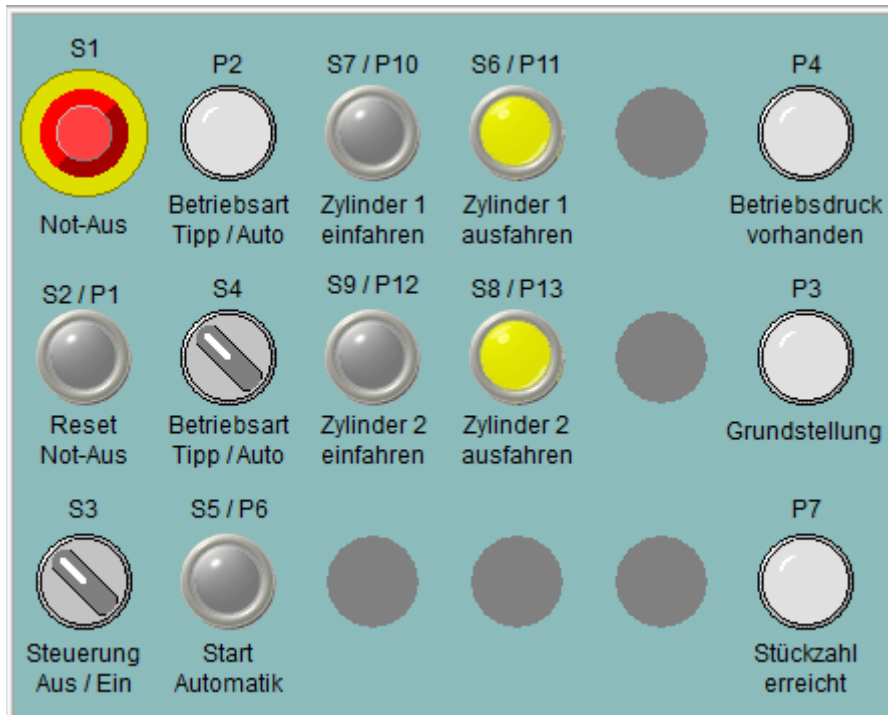 S1
P2
S7 / P10
S6 / P11
P4
Not-Aus
Betriebsart
Tipp / Auto
Zylinder 1
einfahren
Zylinder 1
ausfahren
Betriebsdruck
vorhanden
S2 / P1
S4
S9 / P12
S8 / P13
P3
Reset
Not-Aus
Betriebsart
Tipp / Auto
Zylinder 2
einfahren
Zylinder 2
ausfahren
Grundstellung
S3
S5 / P6
P7
Steuerung
Aus / Ein
Start
Automatik
Stückzahl
erreicht